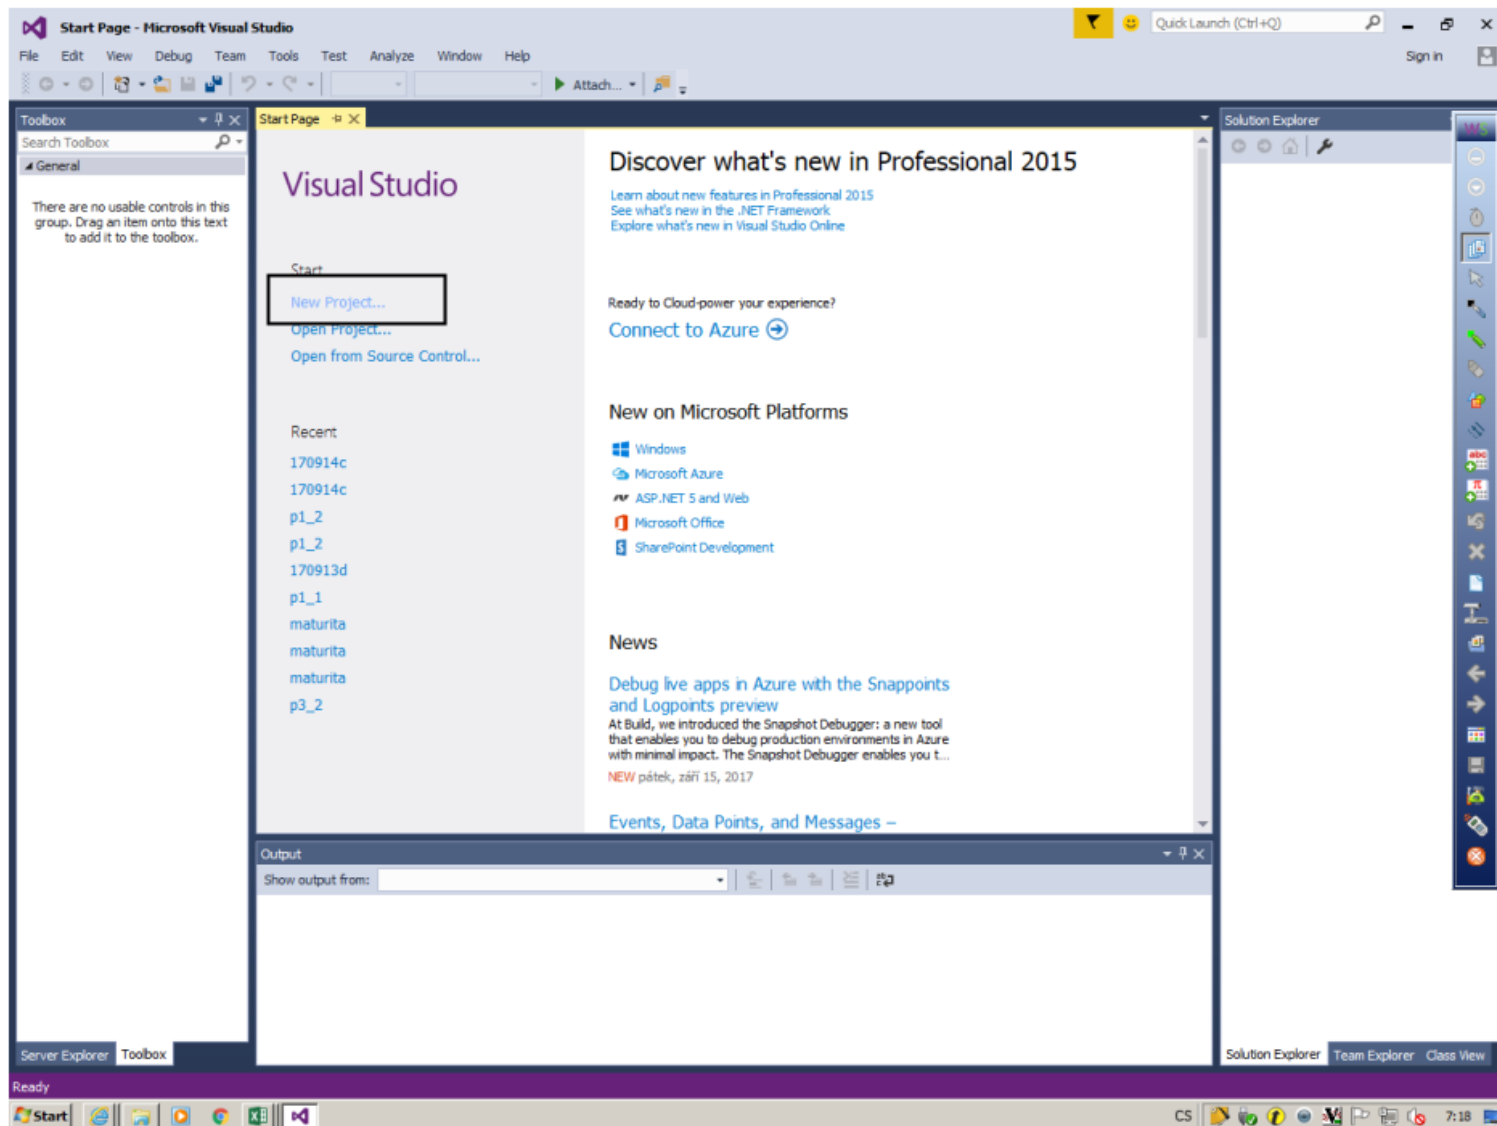 Start Page - Microsoft Visual Studio
Quick Launch (Ctrl+Q)
File Edit View Debug Team Tools Test Analyze Window Help
Sign in
Attach...
Toolbox
Search Toolbox
General
There are no usable controls in this
group. Drag an item onto this text
to add it to the toolbox.
Start Page
Visual Studio
Start
New Project...
Open Project...
Open from Source Control...
Recent
170914c
170914c
p1_2
p1_2
170913d
p1_1
maturita
maturita
maturita
p3_2
Discover what's new in Professional 2015
Learn about new features in Professional 2015
See what's new in the .NET Framework
Explore what's new in Visual Studio Online
Ready to Cloud-power your experience?
Connect to Azure
New on Microsoft Platforms
Windows
Microsoft Azure
ASP.NET 5 and Web
Microsoft Office
SharePoint Development
News
Debug live apps in Azure with the Snappoints
and Logpoints preview
At Build, we introduced the Snapshot Debugger: a new tool
that enables you to debug production environments in Azure
with minimal impact. The Snapshot Debugger enables you t...
NEW pátek, září 15, 2017
Events, Data Points, and Messages –
Output
Show output from:
Solution Explorer
WS
abc
π
Server Explorer Toolbox
Solution Explorer Team Explorer Class View
Ready
Start
CS
7:18